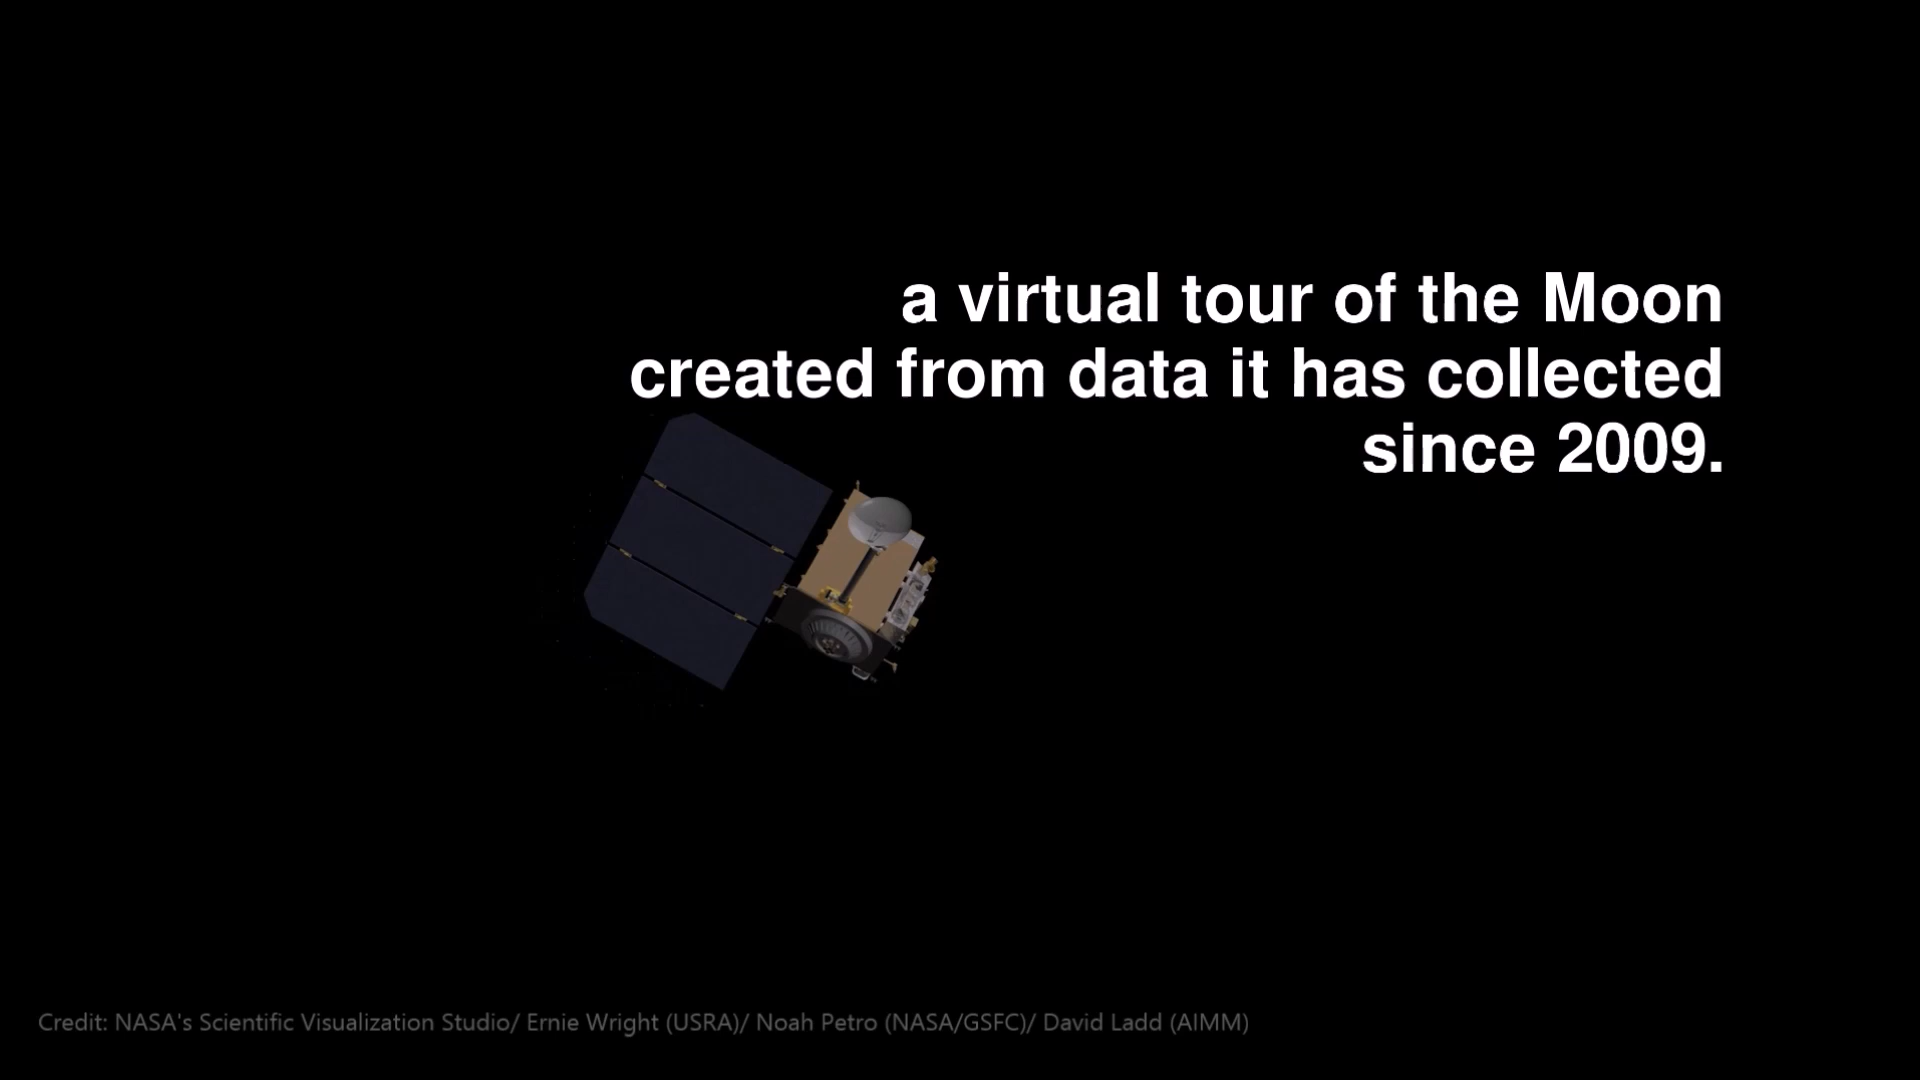 a virtual tour of the Moon
created from data it has collected
since 2009.
Credit: NASA's Scientific Visualization Studio/ Ernie Wright (USRA)/ Noah Petro (NASA/GSFC)/ David Ladd (AIMM)